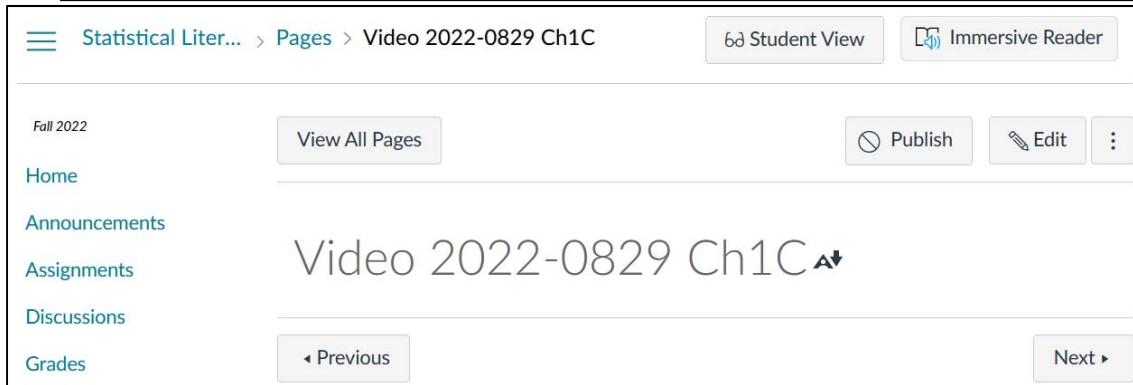 Statistical Liter... > Pages > Video 2022-0829 Ch1C
Student View
Immersive Reader
Fall 2022
View All Pages
Publish
Edit
Home
Announcements
Assignments
Discussions
Grades
Video 2022-0829 Ch1C
Previous
Next